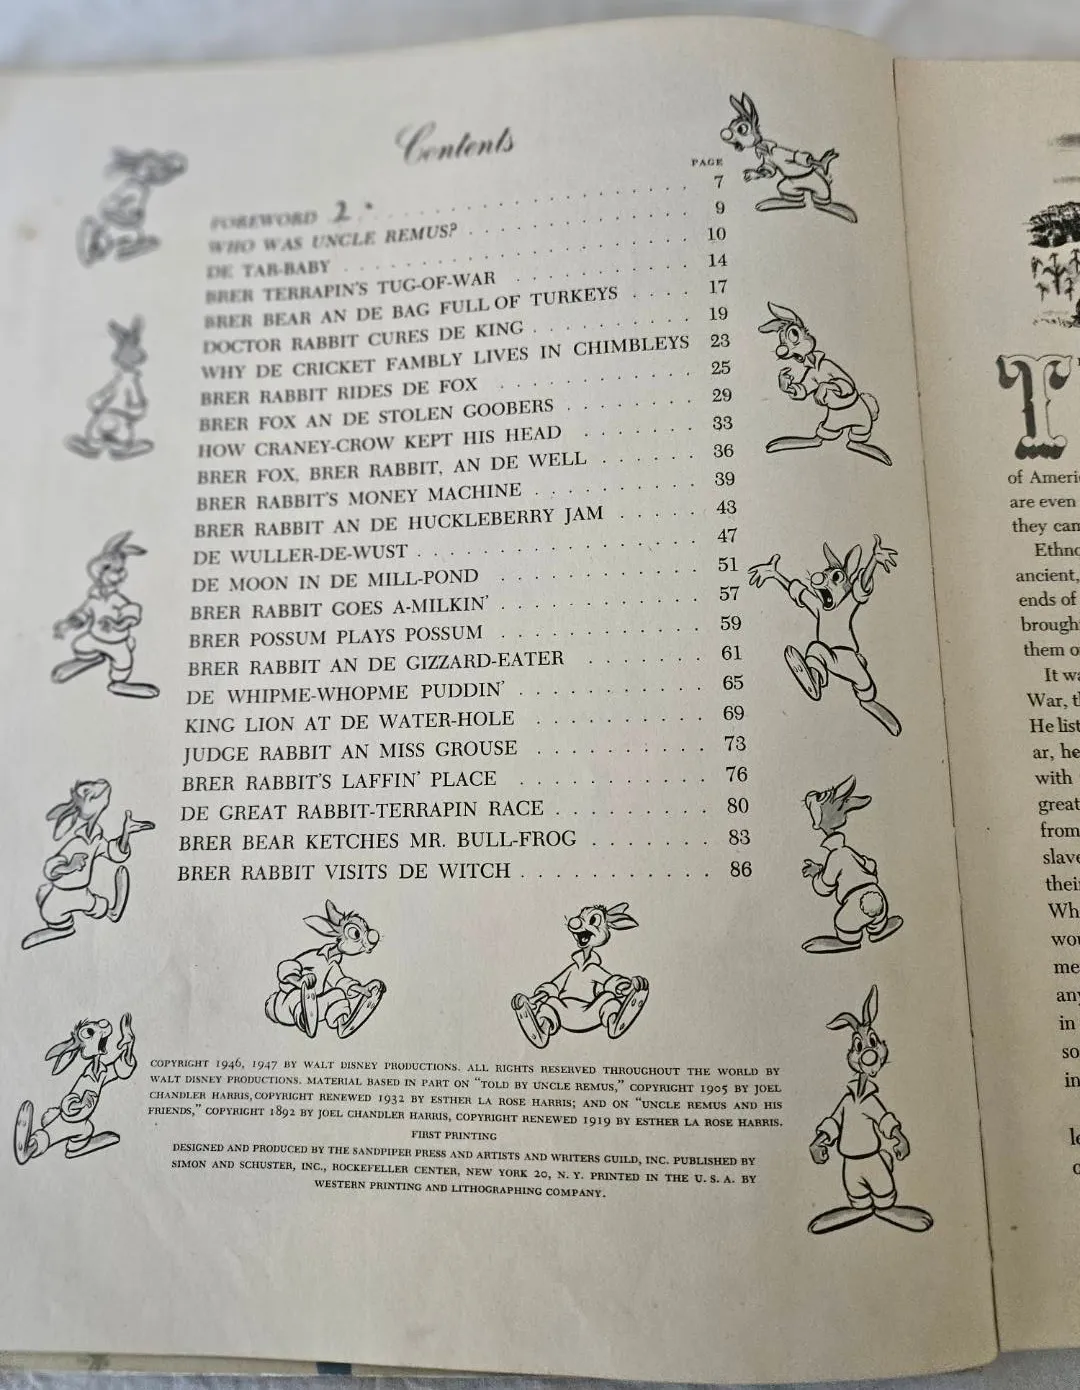 Contents
PAGE
FOREWORD 2. . . . . . . . . . . . . . 7
WHO WAS UNCLE REMUS? . . . . . . . . . . 9
DE TAR-BABY . . . . . . . . . . . . . . 10
BRER TERRAPIN'S TUG-OF-WAR . . . . . . . . 14
BRER BEAR AN DE BAG FULL OF TURKEYS . . . . 17
DOCTOR RABBIT CURES DE KING . . . . . . . . 19
WHY DE CRICKET FAMBLY LIVES IN CHIMBLEYS 23
BRER RABBIT RIDES DE FOX . . . . . . . . . 25
BRER FOX AN DE STOLEN GOOBERS . . . . . . . 29
HOW CRANEY-CROW KEPT HIS HEAD . . . . . . 33
BRER FOX, BRER RABBIT, AN DE WELL . . . . . 36
BRER RABBIT'S MONEY MACHINE . . . . . . . . 39
BRER RABBIT AN DE HUCKLEBERRY JAM . . . . . 43
DE WULLER-DE-WUST . . . . . . . . . . . . 47
DE MOON IN DE MILL-POND . . . . . . . . . 51
BRER RABBIT GOES A-MILKIN' . . . . . . . . . 57
BRER POSSUM PLAYS POSSUM . . . . . . . . . 59
BRER RABBIT AN DE GIZZARD-EATER . . . . . . 61
DE WHIPME-WHOPME PUDDIN' . . . . . . . . . 65
KING LION AT DE WATER-HOLE . . . . . . . . 69
JUDGE RABBIT AN MISS GROUSE . . . . . . . . 73
BRER RABBIT'S LAFFIN' PLACE . . . . . . . . . 76
DE GREAT RABBIT-TERRAPIN RACE . . . . . . . 80
BRER BEAR KETCHES MR. BULL-FROG . . . . . . 83
BRER RABBIT VISITS DE WITCH . . . . . . . . . 86
COPYRIGHT 1946, 1947 BY WALT DISNEY PRODUCTIONS. ALL RIGHTS RESERVED THROUGHOUT THE WORLD BY
WALT DISNEY PRODUCTIONS. MATERIAL BASED IN PART ON "TOLD BY UNCLE REMUS," COPYRIGHT 1905 BY JOEL
CHANDLER HARRIS, COPYRIGHT RENEWED 1932 BY ESTHER LA ROSE HARRIS; AND ON "UNCLE REMUS AND HIS
FRIENDS," COPYRIGHT 1892 BY JOEL CHANDLER HARRIS, COPYRIGHT RENEWED 1919 BY ESTHER LA ROSE HARRIS.
FIRST PRINTING
DESIGNED AND PRODUCED BY THE SANDPIPER PRESS AND ARTISTS AND WRITERS GUILD, INC. PUBLISHED BY
SIMON AND SCHUSTER, INC., ROCKEFELLER CENTER, NEW YORK 20, N. Y. PRINTED IN THE U. S. A. BY
WESTERN PRINTING AND LITHOGRAPHING COMPANY.
T
of Ameri
are even
they can
Ethno
ancient,
ends of
brough
them o
It wa
War, t
He list
ar, he
with
great
from
slave
thei
Wh
wou
me
any
in
so
in
le